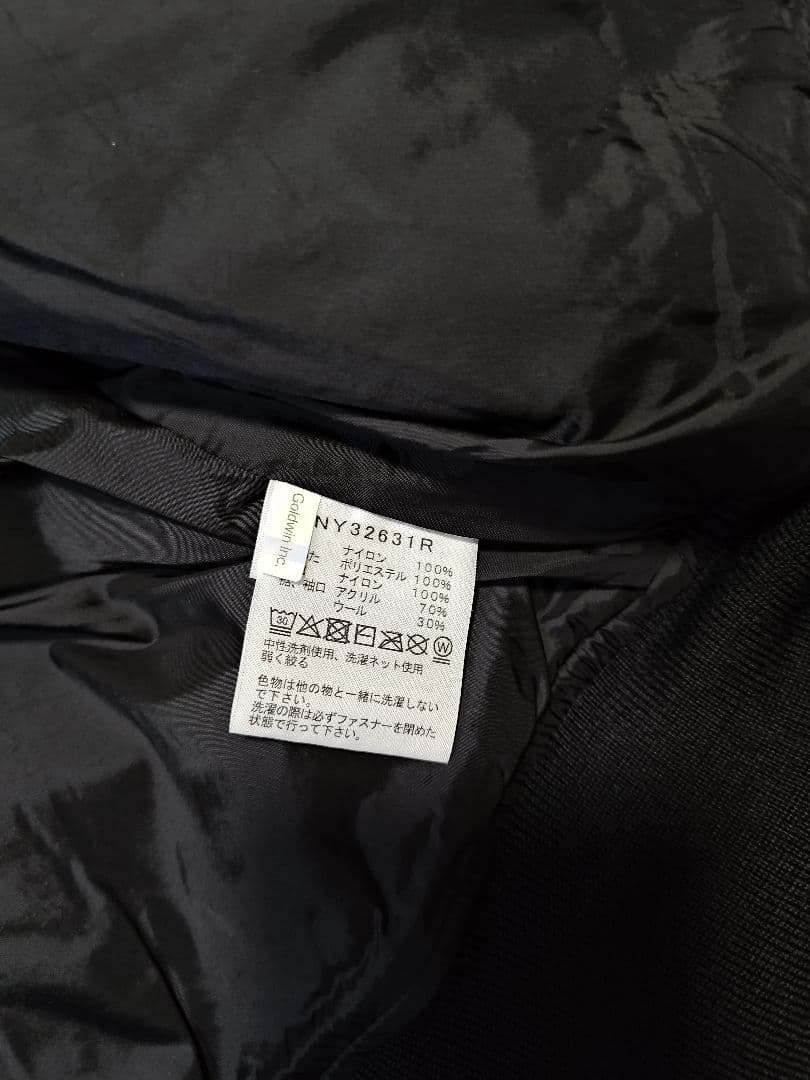 Goldwin Inc.
NY32631R
ナイロン 100%
た ポリエステル 100%
ナイロン 100%
裾、袖口 アクリル 70%
ウール 30%
30
W
中性洗剤使用、洗濯ネット使用
弱く絞る
色物は他の物と一緒に洗濯しない
で下さい。
洗濯の際は必ずファスナーを閉めた
状態で行って下さい。